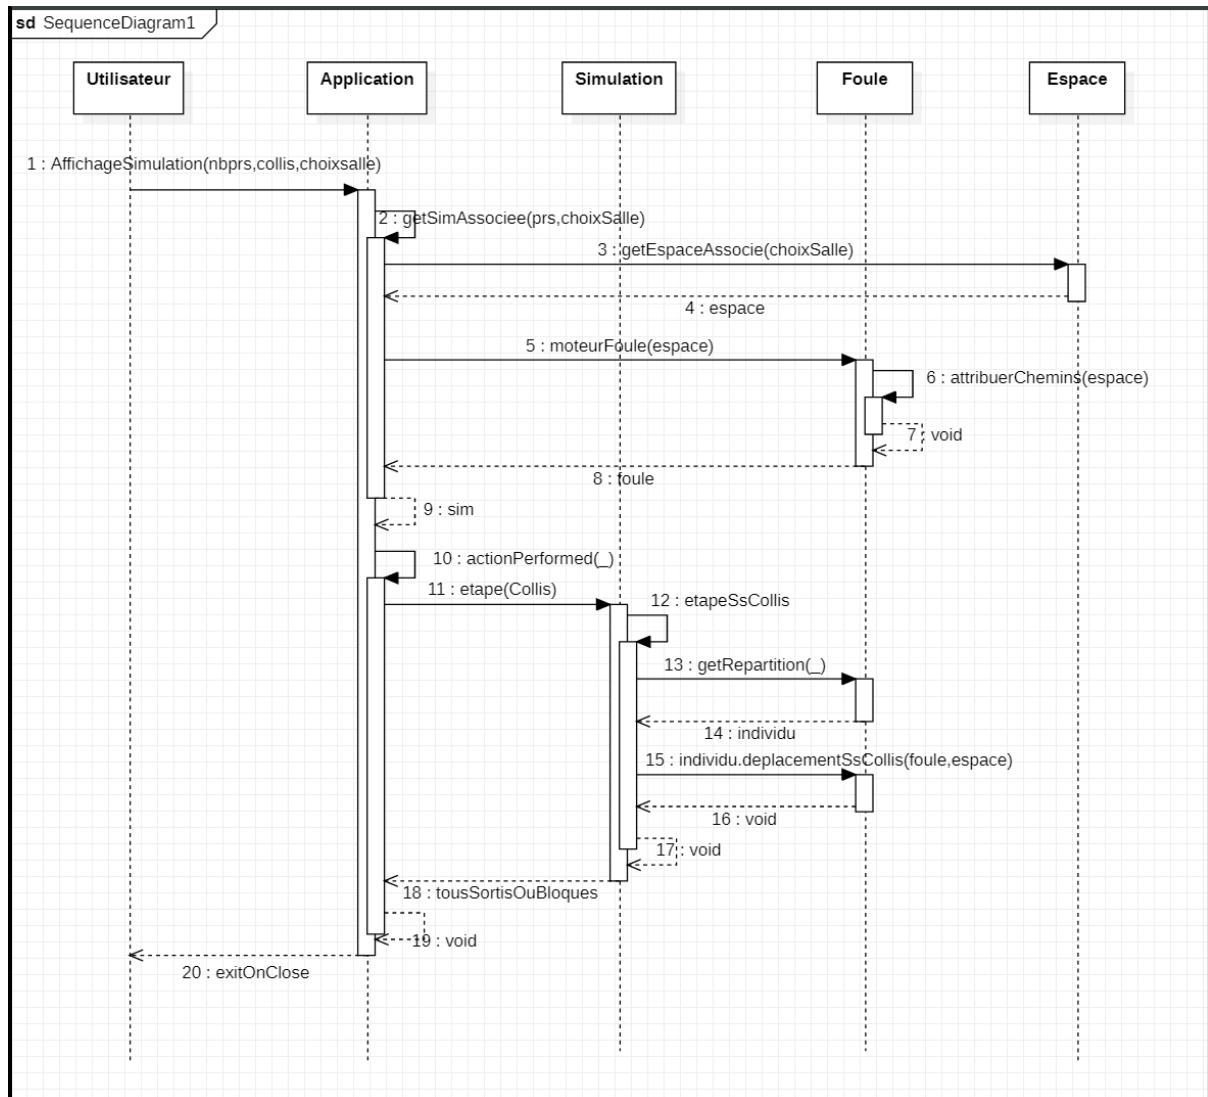 sd SequenceDiagram1
Utilisateur
Application
Simulation
Foule
Espace
1 : AffichageSimulation(nbprs,collis,choixsalle)
2 : getSimAssociee(prs,choixSalle)
3 : getEspaceAssocie(choixSalle)
4 : espace
5 : moteurFoule(espace)
6 : attribuerChemins(espace)
7 : void
8 : foule
9 : sim
10 : actionPerformed(_)
11 : etape(Collis)
12 : etapeSsCollis
13 : getRepartition(_)
14 : individu
15 : individu.deplacementSsCollis(foule,espace)
16 : void
17 : void
18 : tousSortisOuBloques
19 : void
20 : exitOnClose